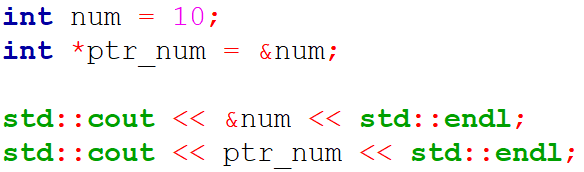 int num = 10;
int *ptr_num = &num;
std::cout << &num << std::endl;
std::cout << ptr_num << std::endl;